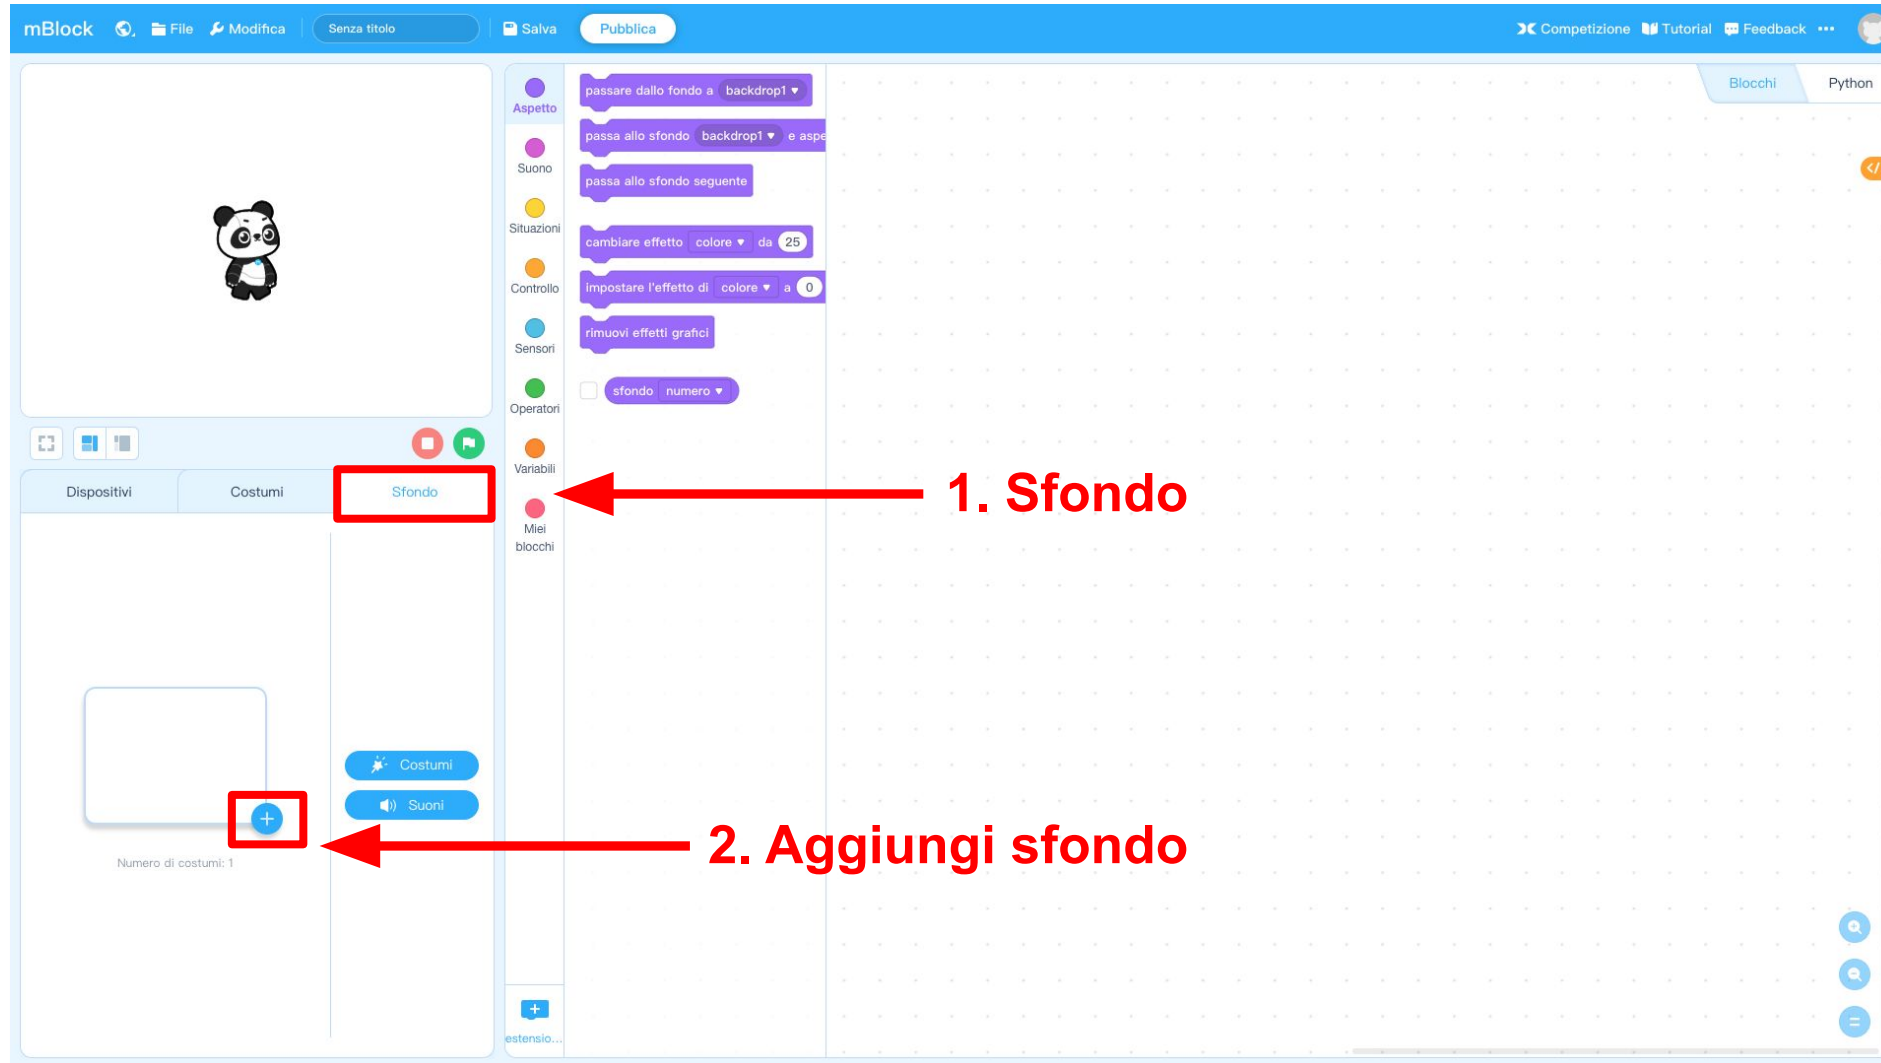 mBlock File Modifica Senza titolo Salva Pubblica Competizione Tutorial Feedback
Blocchi Python
Aspetto
Suono
Situazioni
Controllo
Sensori
Operatori
Variabili
Miei
blocchi
estensio...
passare dallo fondo a backdrop1
passa allo sfondo backdrop1 e aspe
passa allo sfondo seguente
cambiare effetto colore da 25
impostare l'effetto di colore a 0
rimuovi effetti grafici
sfondo numero
Dispositivi Costumi Sfondo
1. Sfondo
Costumi
Suoni
Numero di costumi: 1
2. Aggiungi sfondo